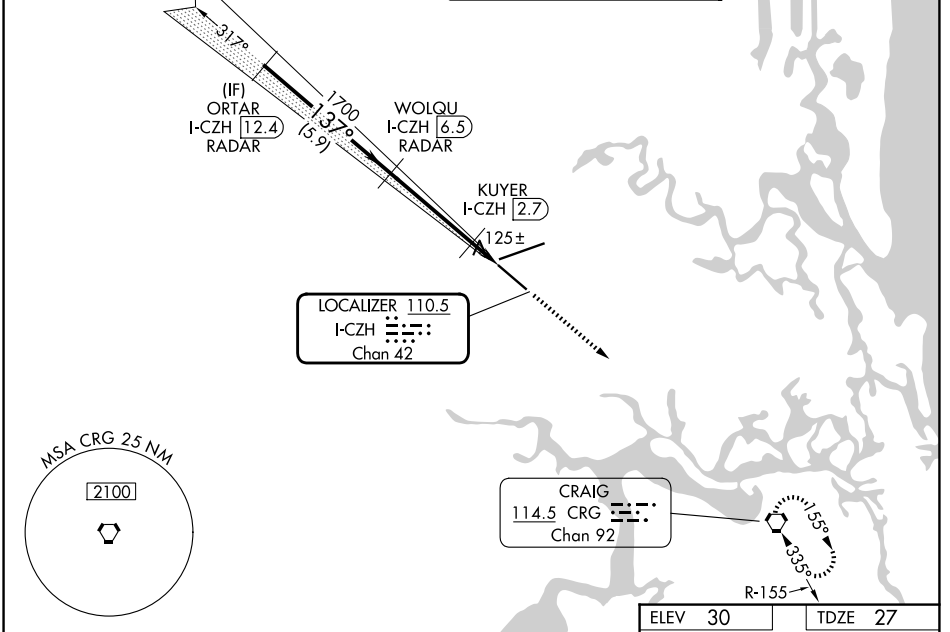 317°
(IF)
ORTAR
I-CZH 12.4
RADAR
1700
137°
(5.9)
WOLQU
I-CZH 6.5
RADAR
KUYER
I-CZH 2.7
125±
LOCALIZER 110.5
I-CZH
Chan 42
MSA CRG 25 NM
2100
CRAIG
114.5 CRG
Chan 92
155°
335°
R-155
ELEV 30
TDZE 27